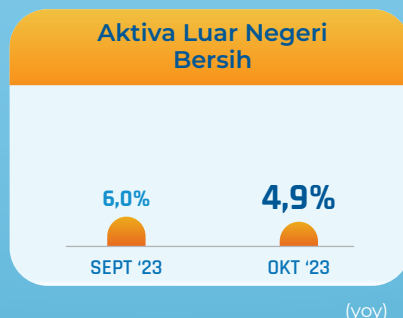 Aktiva Luar Negeri
Bersih
6,0%
4,9%
SEPT ‘23
OKT ‘23
(yoy)